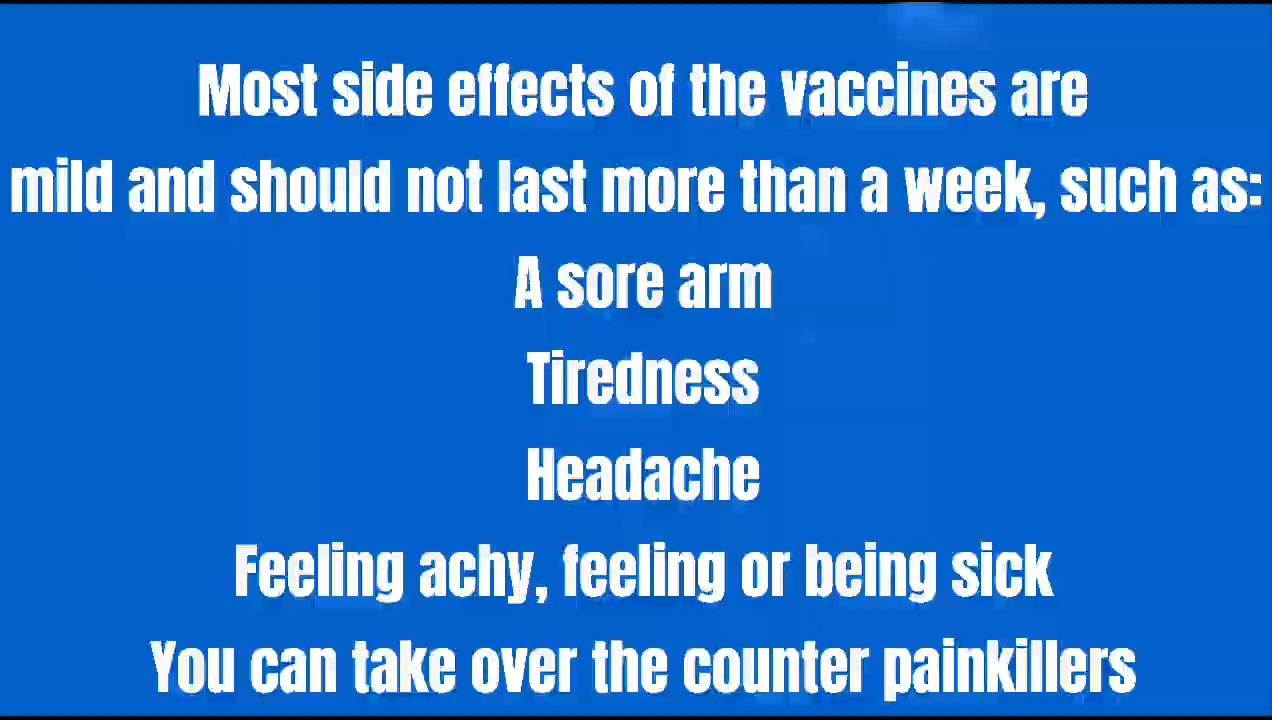 Most side effects of the vaccines are
mild and should not last more than a week, such as:
A sore arm
Tiredness
Headache
Feeling achy, feeling or being sick
You can take over the counter painkillers